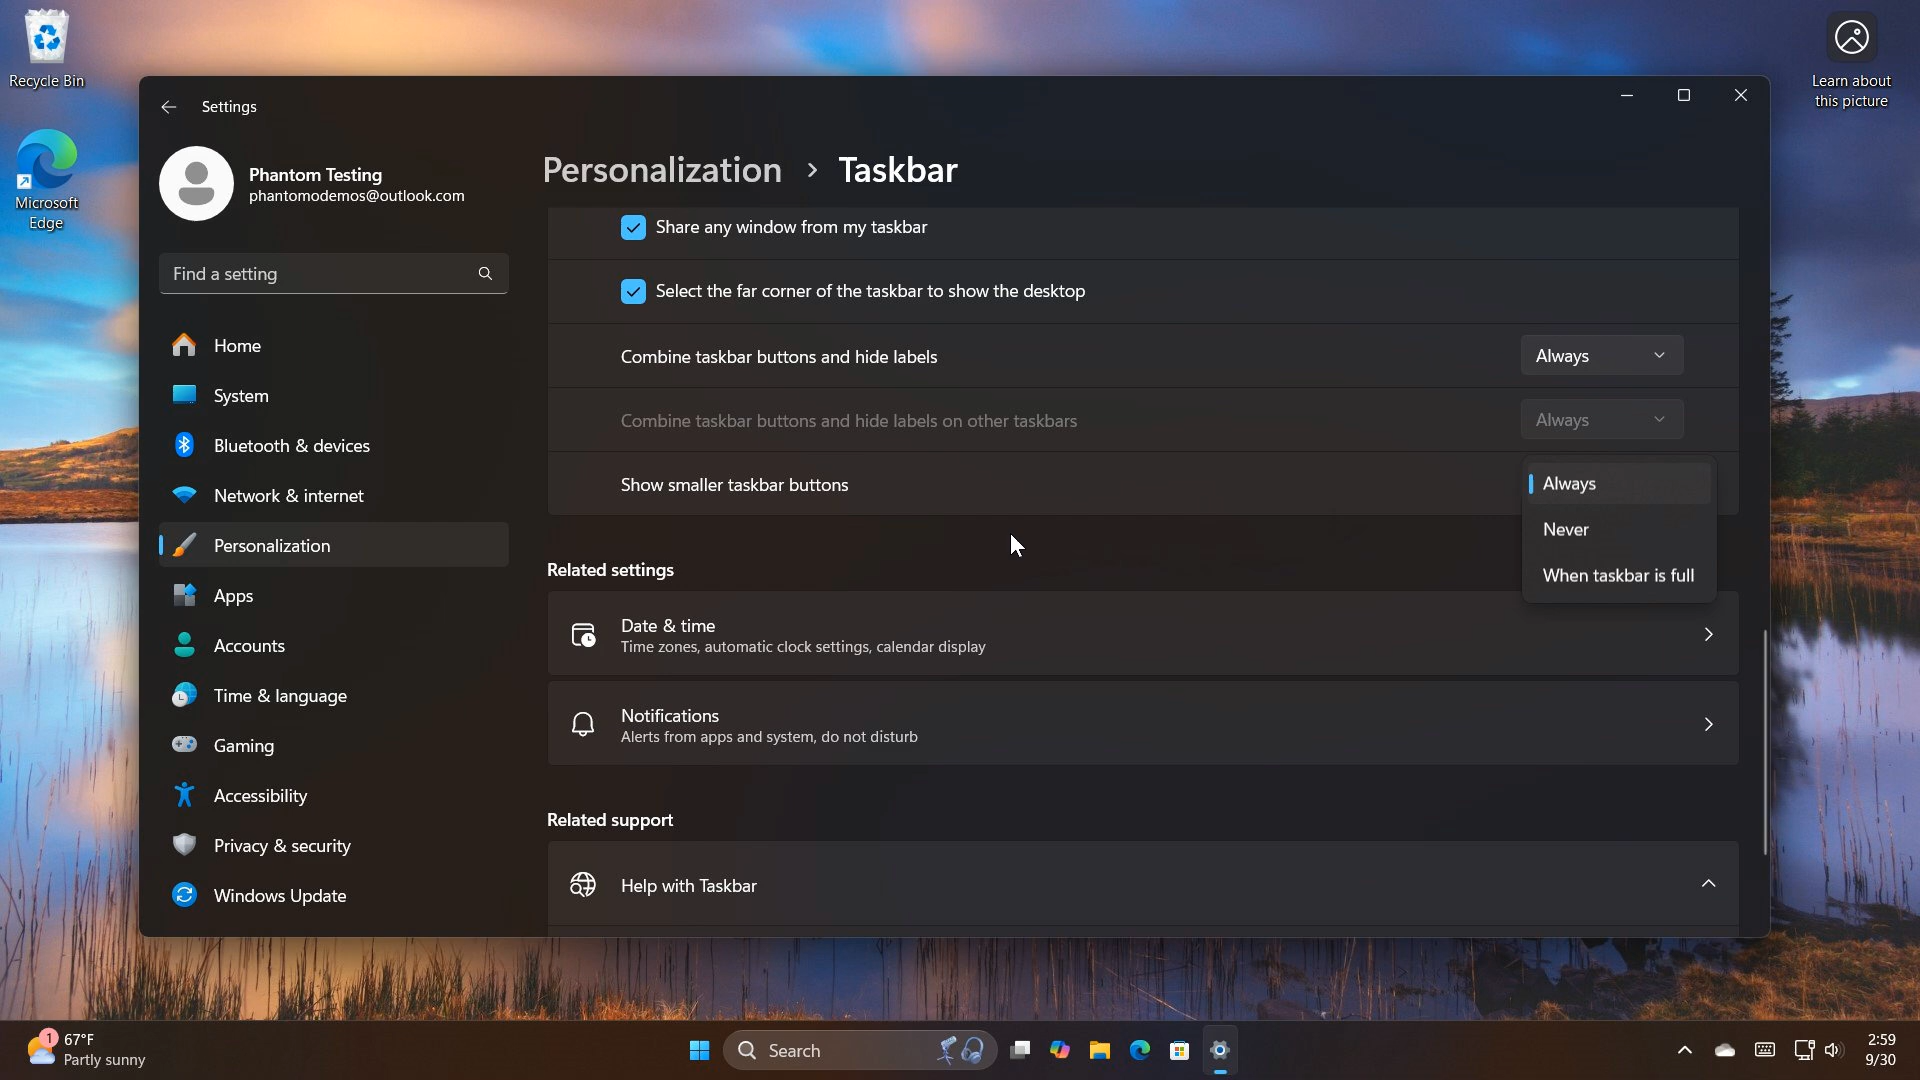 Recycle Bin
Microsoft
Edge
Learn about
this picture
Settings
Phantom Testing
phantomodemos@outlook.com
Find a setting
Home
System
Bluetooth & devices
Network & internet
Personalization
Apps
Accounts
Time & language
Gaming
Accessibility
Privacy & security
Windows Update
Personalization > Taskbar
Share any window from my taskbar
Select the far corner of the taskbar to show the desktop
Combine taskbar buttons and hide labels
Always
Combine taskbar buttons and hide labels on other taskbars
Always
Show smaller taskbar buttons
Always
Never
When taskbar is full
Related settings
Date & time
Time zones, automatic clock settings, calendar display
Notifications
Alerts from apps and system, do not disturb
Related support
Help with Taskbar
1
67°F
Partly sunny
Search
2:59
9/30